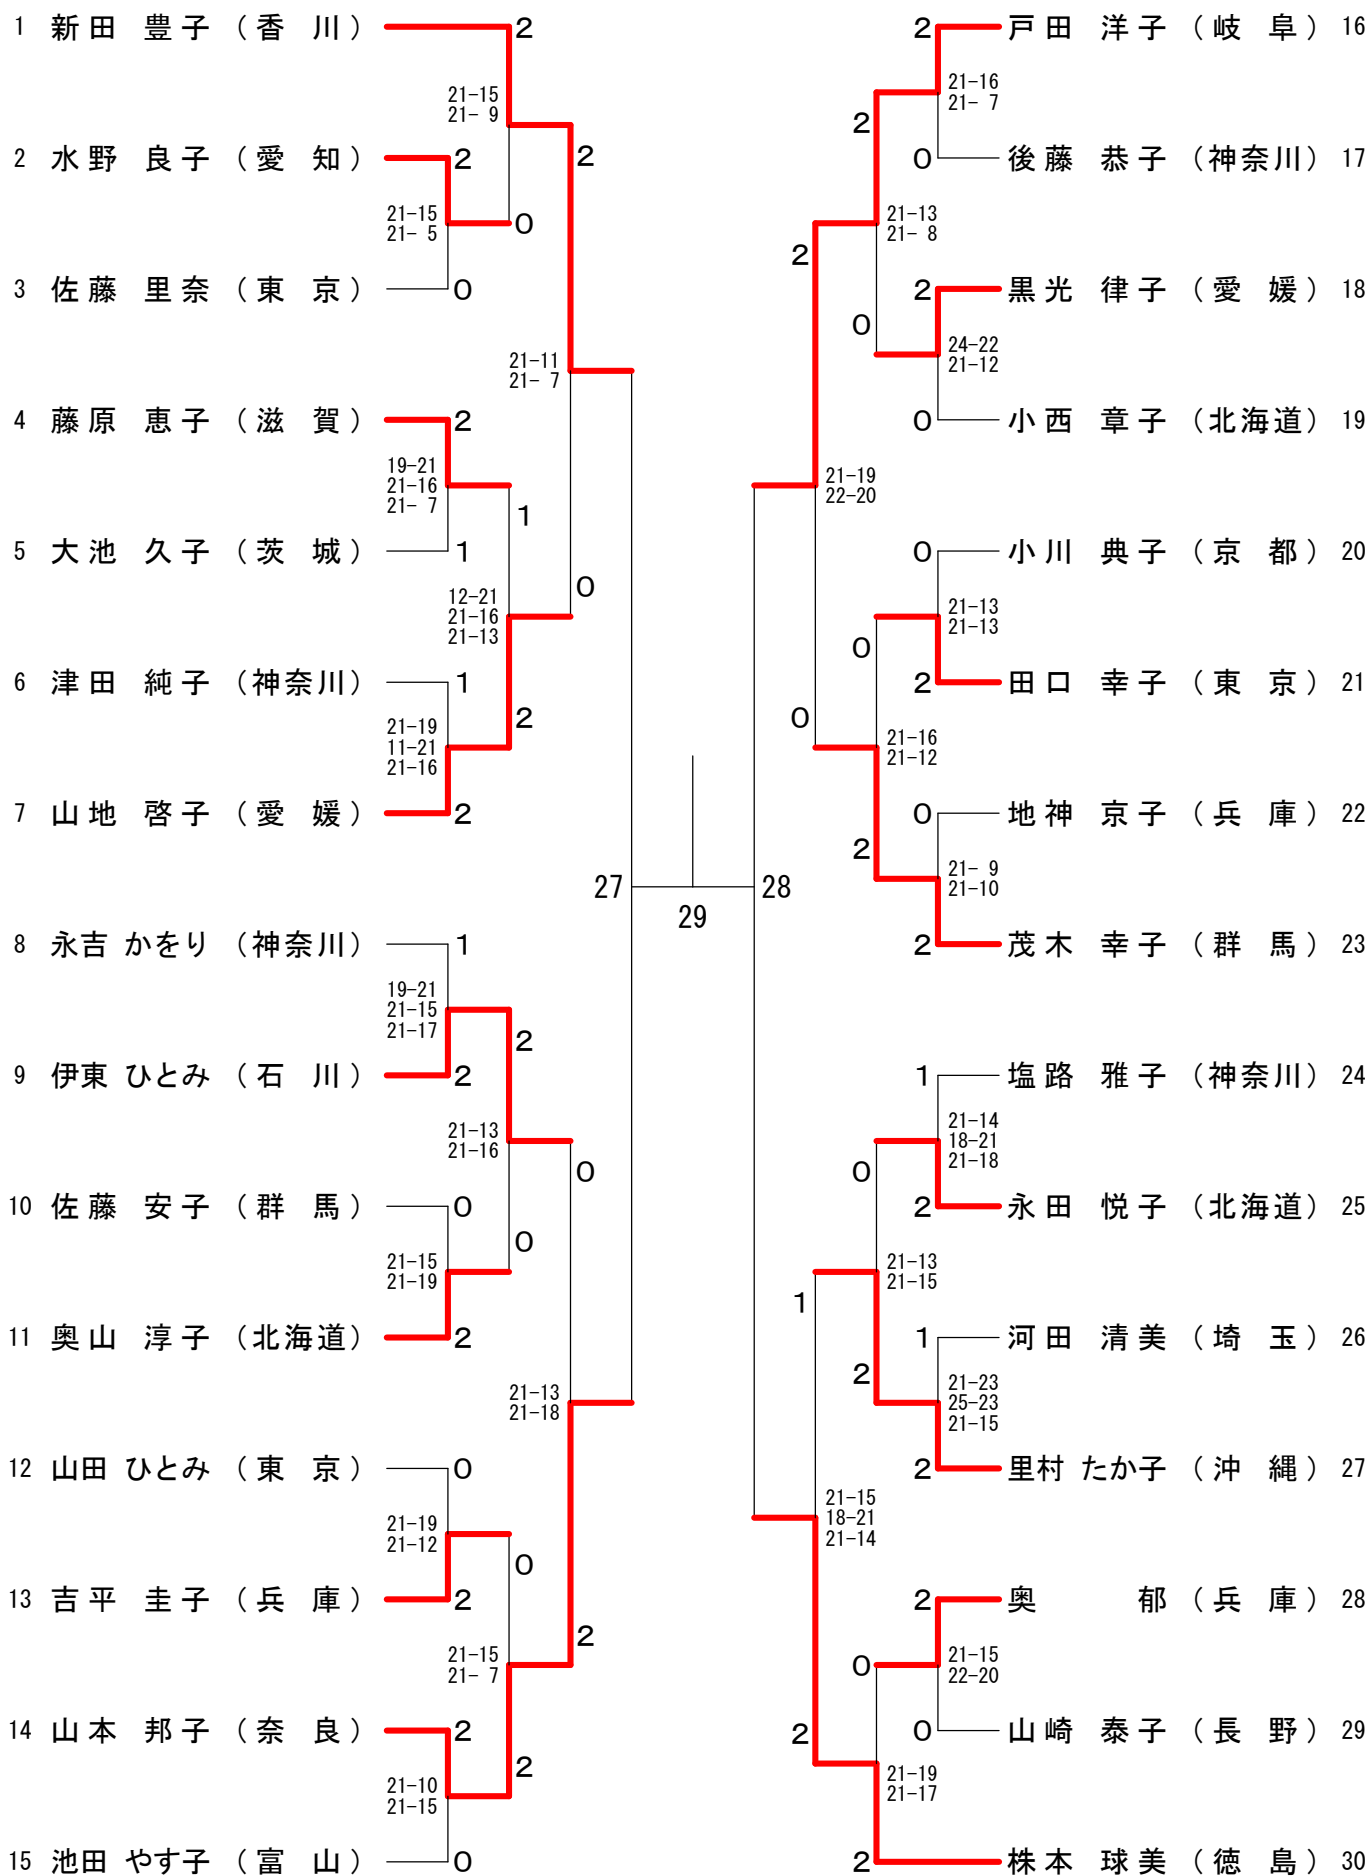 1 新田 豊子 (香 川) 2
21-15
21- 9
2 水野 良子 (愛 知) 2
2
21-15
21- 5
0
3 佐藤 里奈 (東 京) 0
21-11
21- 7
4 藤原 恵子 (滋 賀) 2
19-21
21-16
21- 7
1
5 大池 久子 (茨 城) 1
12-21
21-16
21-13
0
6 津田 純子 (神奈川) 1
21-19
11-21
21-16
2
7 山地 啓子 (愛 媛) 2
27
8 永吉 かをり (神奈川) 1
19-21
21-15
21-17
2
9 伊東 ひとみ (石 川) 2
21-13
21-16
0
10 佐藤 安子 (群 馬) 0
21-15
21-19
0
11 奥山 淳子 (北海道) 2
21-13
21-18
12 山田 ひとみ (東 京) 0
21-19
21-12
0
13 吉平 圭子 (兵 庫) 2
21-15
21- 7
2
14 山本 邦子 (奈 良) 2
21-10
21-15
2
15 池田 やす子 (富 山) 0
29
2 戸田 洋子 (岐 阜) 16
21-16
21- 7
2
0 後藤 恭子 (神奈川) 17
21-13
21- 8
2
2 黒光 律子 (愛 媛) 18
0
24-22
21-12
0 小西 章子 (北海道) 19
21-19
22-20
0 小川 典子 (京 都) 20
21-13
21-13
0
2 田口 幸子 (東 京) 21
0
21-16
21-12
0 地神 京子 (兵 庫) 22
2
21- 9
21-10
28
2 茂木 幸子 (群 馬) 23
1 塩路 雅子 (神奈川) 24
21-14
18-21
21-18
0
2 永田 悦子 (北海道) 25
21-13
21-15
1
1 河田 清美 (埼 玉) 26
2
21-23
25-23
21-15
2 里村 たか子 (沖 縄) 27
21-15
18-21
21-14
2 奥 郁 (兵 庫) 28
0
21-15
22-20
2
0 山崎 泰子 (長 野) 29
21-19
21-17
2 株本 球美 (徳 島) 30